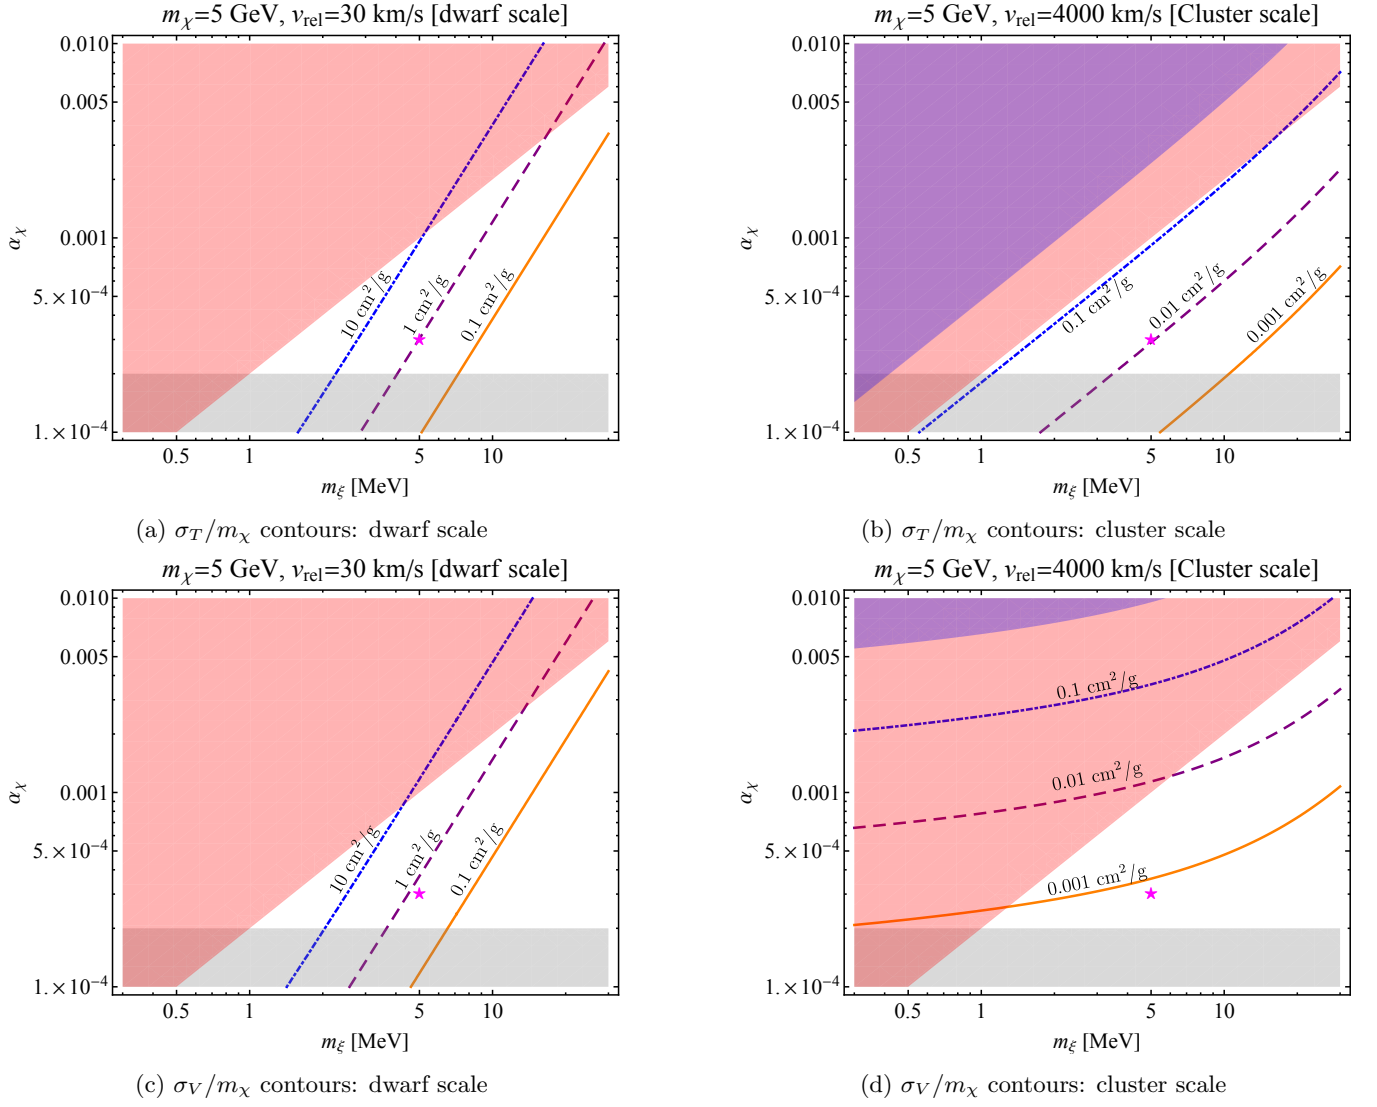 m_χ=5 GeV, v_rel=30 km/s [dwarf scale]
0.010
0.005
0.001
5.×10⁻⁴
1.×10⁻⁴
α_χ
10 cm²/g
1 cm²/g
0.1 cm²/g
0.5
1
5
10
m_ξ [MeV]
(a) σ_T/m_χ contours: dwarf scale
m_χ=5 GeV, v_rel=4000 km/s [Cluster scale]
0.010
0.005
0.001
5.×10⁻⁴
1.×10⁻⁴
α_χ
0.1 cm²/g
0.01 cm²/g
0.001 cm²/g
0.5
1
5
10
m_ξ [MeV]
(b) σ_T/m_χ contours: cluster scale
m_χ=5 GeV, v_rel=30 km/s [dwarf scale]
0.010
0.005
0.001
5.×10⁻⁴
1.×10⁻⁴
α_χ
10 cm²/g
1 cm²/g
0.1 cm²/g
0.5
1
5
10
m_ξ [MeV]
(c) σ_V/m_χ contours: dwarf scale
m_χ=5 GeV, v_rel=4000 km/s [Cluster scale]
0.010
0.005
0.001
5.×10⁻⁴
1.×10⁻⁴
α_χ
0.1 cm²/g
0.01 cm²/g
0.001 cm²/g
0.5
1
5
10
m_ξ [MeV]
(d) σ_V/m_χ contours: cluster scale